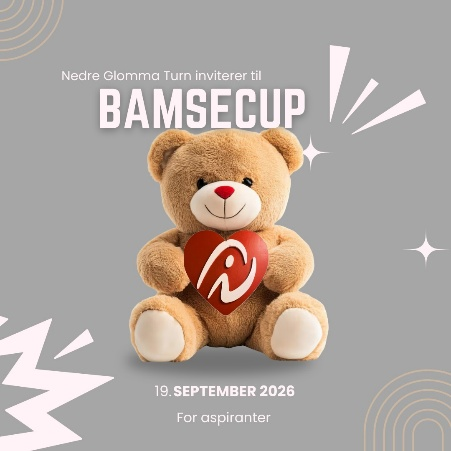 Nedre Glomma Turn inviterer til
BAMSECUP
19. SEPTEMBER 2026
For aspiranter